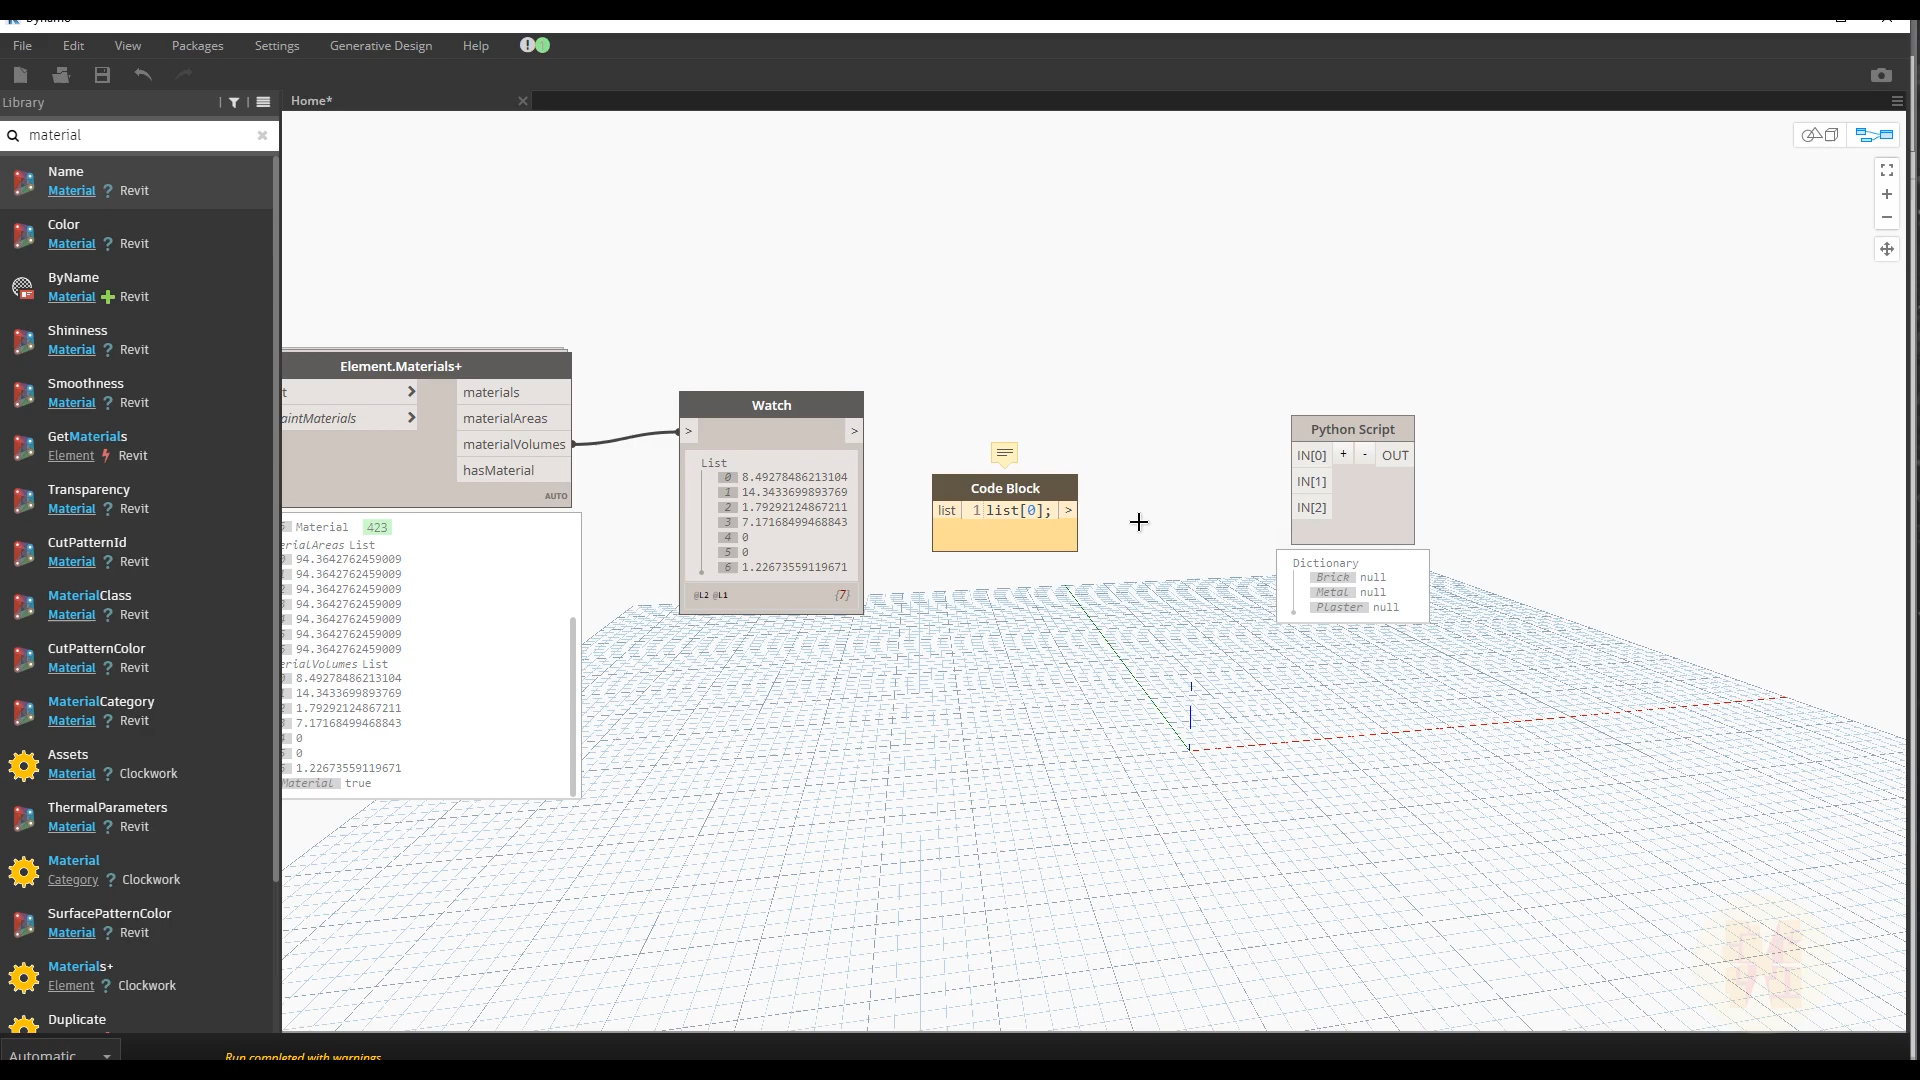 Dynamo
File Edit View Packages Settings Generative Design Help
Library
Home*
material
Name
Material ? Revit
Color
Material ? Revit
ByName
Material Revit
Shininess
Material ? Revit
Smoothness
Material ? Revit
GetMaterials
Element Revit
Transparency
Material ? Revit
CutPatternId
Material ? Revit
MaterialClass
Material ? Revit
CutPatternColor
Material ? Revit
MaterialCategory
Material ? Revit
Assets
Material ? Clockwork
ThermalParameters
Material ? Revit
Material
Category ? Clockwork
SurfacePatternColor
Material ? Revit
Materials+
Element ? Clockwork
Duplicate
Automatic
Run completed with warnings
Element.Materials+
t > materials
aintMaterials > materialAreas
materialVolumes
hasMaterial
AUTO
Material 423
erialAreas List
94.3642762459009
94.3642762459009
94.3642762459009
94.3642762459009
94.3642762459009
94.3642762459009
94.3642762459009
erialVolumes List
8.49278486213104
14.3433699893769
1.79292124867211
7.17168499468843
0
0
1.22673559119671
Material true
Watch
> >
List
0 8.49278486213104
1 14.3433699893769
2 1.79292124867211
3 7.17168499468843
4 0
5 0
6 1.22673559119671
@L2 @L1 {7}
Code Block
list 1 list[0]; >
Python Script
IN[0] + - OUT
IN[1]
IN[2]
Dictionary
Brick null
Metal null
Plaster null